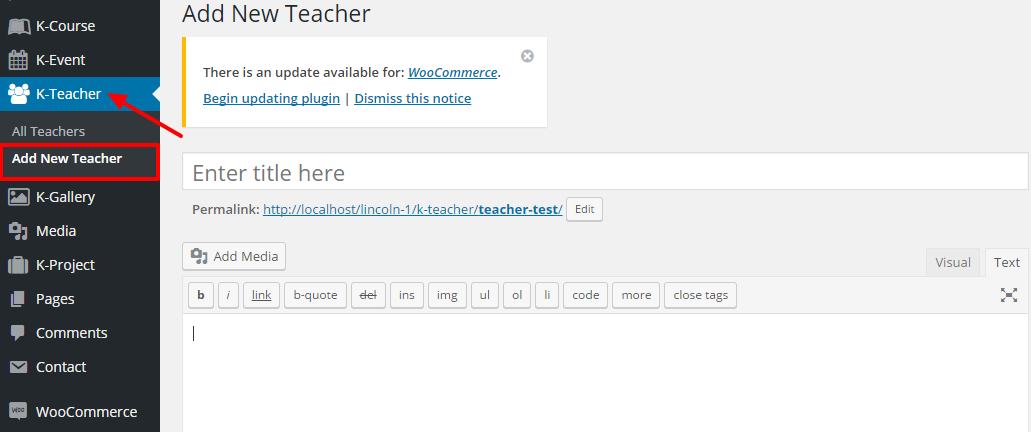 K-Course
K-Event
K-Teacher
All Teachers
Add New Teacher
K-Gallery
Media
K-Project
Pages
Comments
Contact
Woo
WooCommerce
Add New Teacher
There is an update available for: WooCommerce.
Begin updating plugin | Dismiss this notice
Enter title here
Permalink: http://localhost/lincoln-1/k-teacher/teacher-test/ Edit
Add Media
Visual Text
b i link b-quote del ins img ul ol li code more close tags